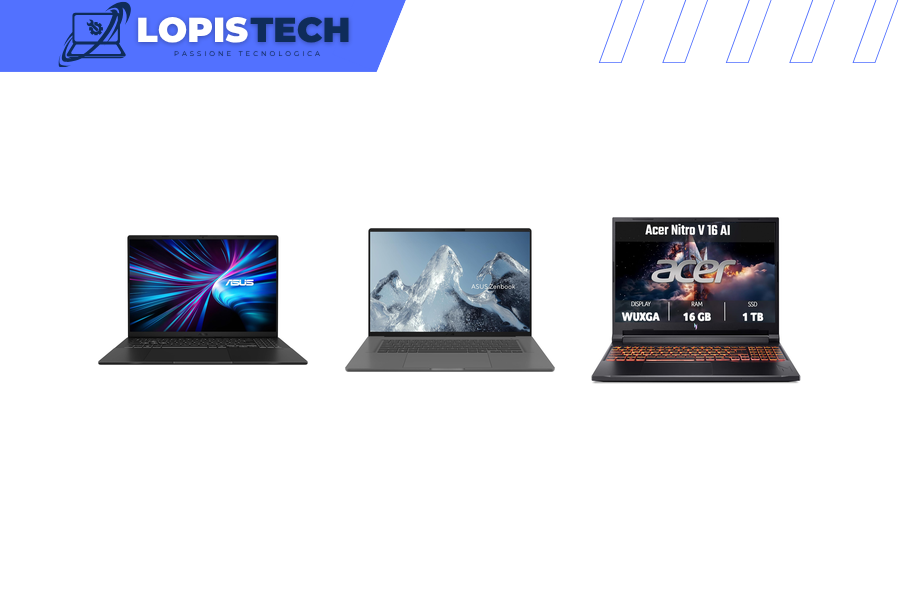 LOPISTECH
PASSIONE TECNOLOGICA
ASUS
ASUS Zenbook
Acer Nitro V 16 AI
acer
DISPLAY RAM SSD
WUXGA 16 GB 1 TB